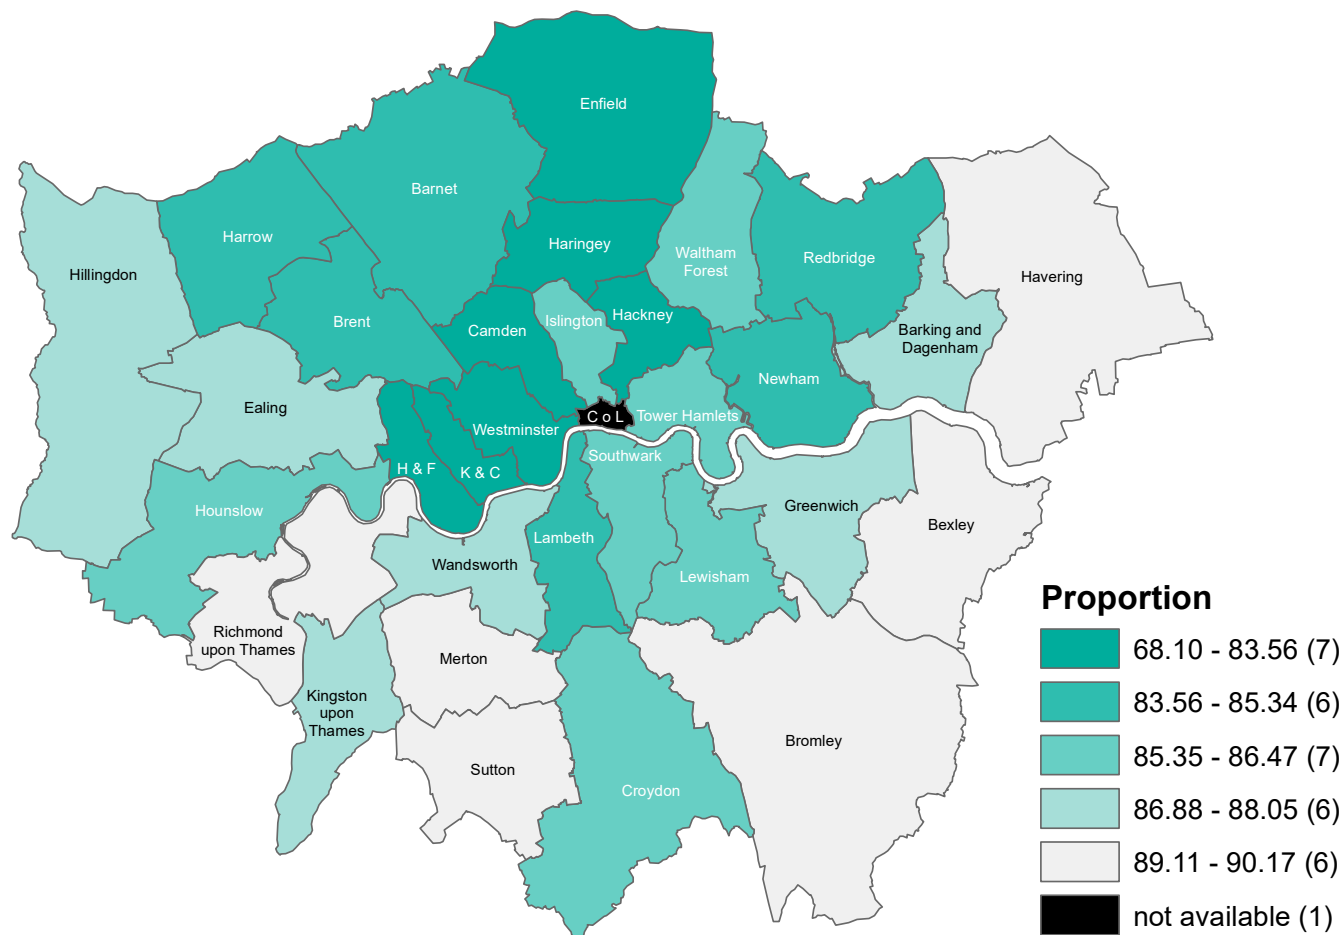 Enfield
Barnet
Harrow
Haringey
Waltham
Forest
Redbridge
Hillingdon
Havering
Brent
Camden
Islington
Hackney
Barking and
Dagenham
Newham
Ealing
Westminster
C o L
Tower Hamlets
H & F
K & C
Southwark
Hounslow
Greenwich
Bexley
Wandsworth
Lambeth
Lewisham
Richmond
upon Thames
Merton
Kingston
upon
Thames
Sutton
Croydon
Bromley
Proportion
68.10 - 83.56 (7)
83.56 - 85.34 (6)
85.35 - 86.47 (7)
86.88 - 88.05 (6)
89.11 - 90.17 (6)
not available (1)